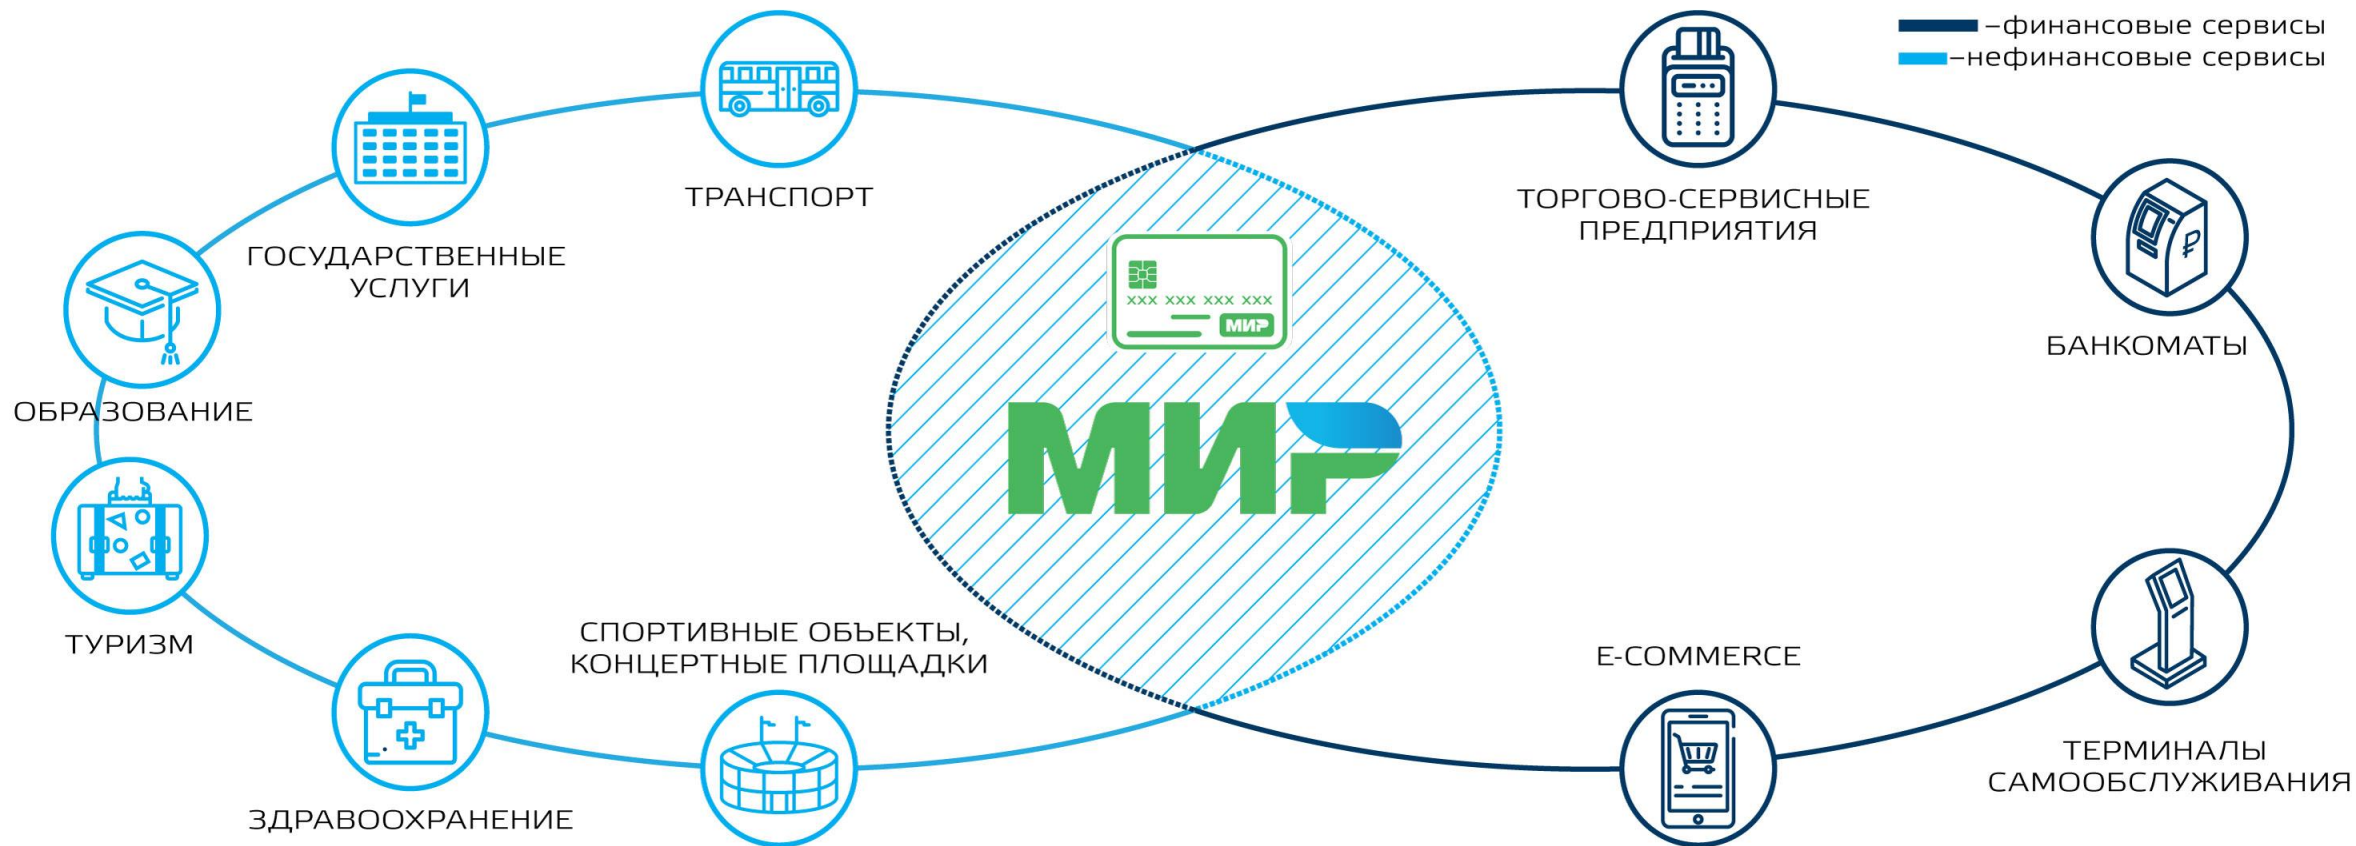 –финансовые сервисы
–нефинансовые сервисы
ТРАНСПОРТ
ГОСУДАРСТВЕННЫЕ
УСЛУГИ
ОБРАЗОВАНИЕ
ТУРИЗМ
ЗДРАВООХРАНЕНИЕ
СПОРТИВНЫЕ ОБЪЕКТЫ,
КОНЦЕРТНЫЕ ПЛОЩАДКИ
XXX XXX XXX XXX
МИР
МИР
ТОРГОВО-СЕРВИСНЫЕ
ПРЕДПРИЯТИЯ
₽
БАНКОМАТЫ
E-COMMERCE
ТЕРМИНАЛЫ
САМООБСЛУЖИВАНИЯ